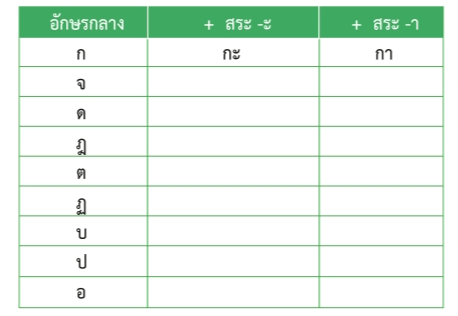 อักษรกลาง + สระ -ะ + สระ -า
ก กะ กา
จ
ด
ฎ
ต
ฏ
บ
ป
อ